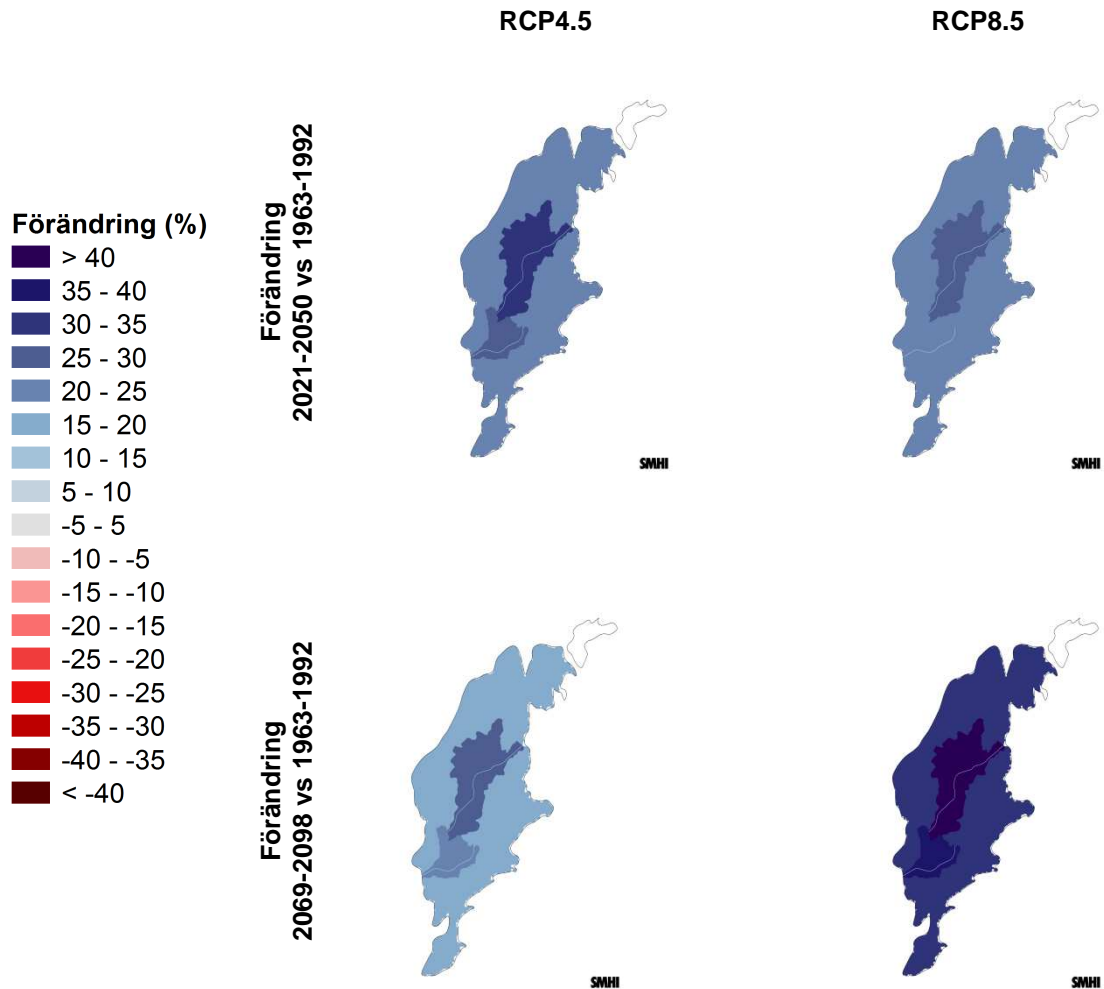 RCP4.5
RCP8.5
Förändring (%)
> 40
35 - 40
30 - 35
25 - 30
20 - 25
15 - 20
10 - 15
5 - 10
-5 - 5
-10 - -5
-15 - -10
-20 - -15
-25 - -20
-30 - -25
-35 - -30
-40 - -35
< -40
Förändring
2021-2050 vs 1963-1992
SMHI
SMHI
Förändring
2069-2098 vs 1963-1992
SMHI
SMHI